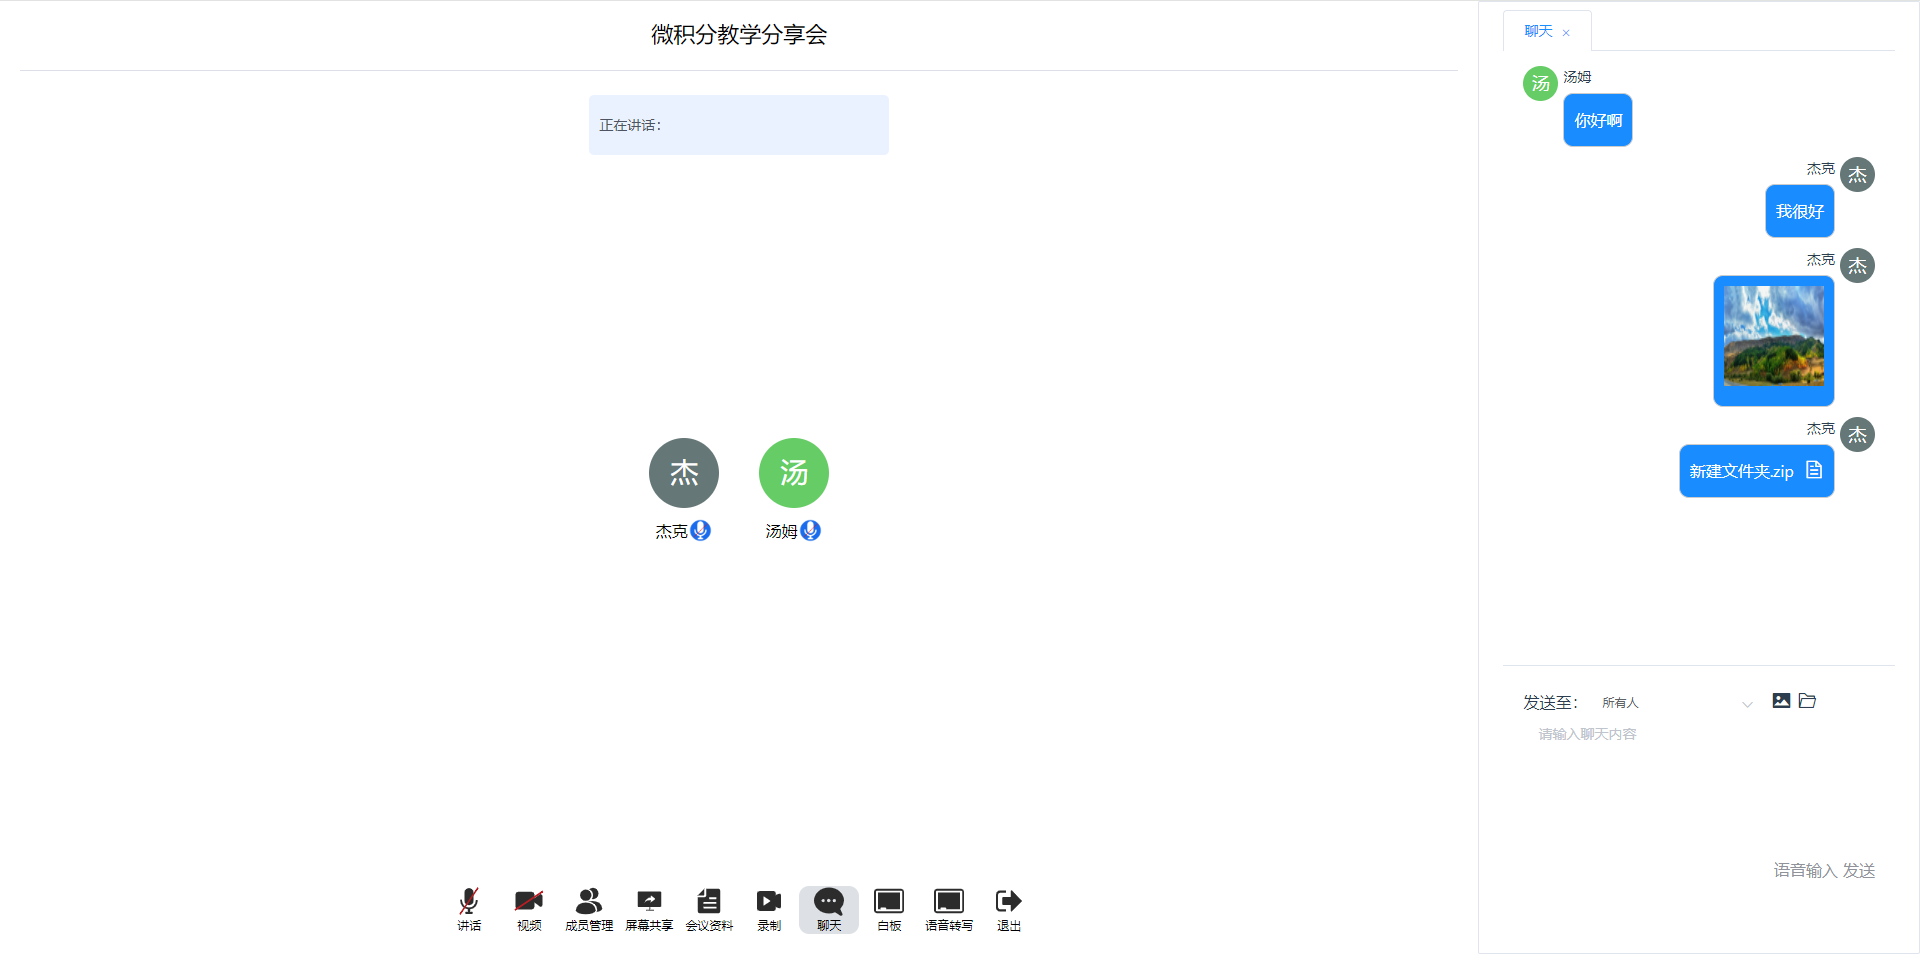 微积分教学分享会
正在讲话：
杰
汤
杰克
汤姆
讲话
视频
成员管理
屏幕共享
会议资料
录制
聊天
白板
语音转写
退出
聊天 ×
汤
汤姆
你好啊
杰克
杰
我很好
杰克
杰
杰克
杰
新建文件夹.zip
发送至： 所有人
请输入聊天内容
语音输入 发送